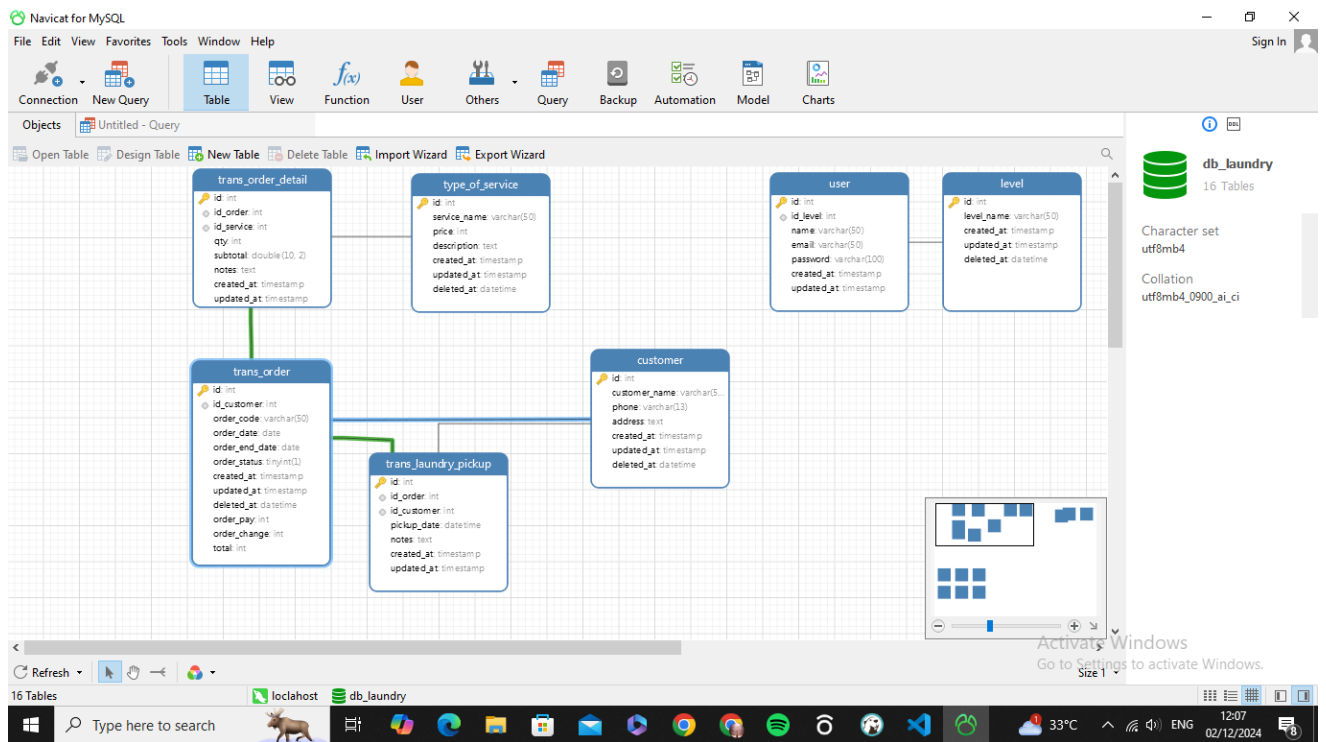 Navicat for MySQL
File Edit View Favorites Tools Window Help
Sign In
Connection New Query Table View Function User Others Query Backup Automation Model Charts
f(x)
Objects Untitled - Query
Open Table Design Table New Table Delete Table Import Wizard Export Wizard
trans_order_detail
id: int
id_order: int
id_service: int
qty: int
subtotal: double(10, 2)
notes: text
created_at: timestamp
updated_at: timestamp
type_of_service
id: int
service_name: varchar(50)
price: int
description: text
created_at: timestamp
updated_at: timestamp
deleted_at: datetime
user
id: int
id_level: int
name: varchar(50)
email: varchar(50)
password: varchar(100)
created_at: timestamp
updated_at: timestamp
level
id: int
level_name: varchar(50)
created_at: timestamp
updated_at: timestamp
deleted_at: datetime
trans_order
id: int
id_customer: int
order_code: varchar(50)
order_date: date
order_end_date: date
order_status: tinyint(1)
created_at: timestamp
updated_at: timestamp
deleted_at: datetime
order_pay: int
order_change: int
total: int
customer
id: int
customer_name: varchar(5...
phone: varchar(13)
address: text
created_at: timestamp
updated_at: timestamp
deleted_at: datetime
trans_laundry_pickup
id: int
id_order: int
id_customer: int
pickup_date: datetime
notes: text
created_at: timestamp
updated_at: timestamp
DDL
db_laundry
16 Tables
Character set
utf8mb4
Collation
utf8mb4_0900_ai_ci
Activate Windows
Go to Settings to activate Windows.
Refresh
Size 1
16 Tables loclahost db_laundry
Type here to search
33°C ENG
12:07
02/12/2024
8